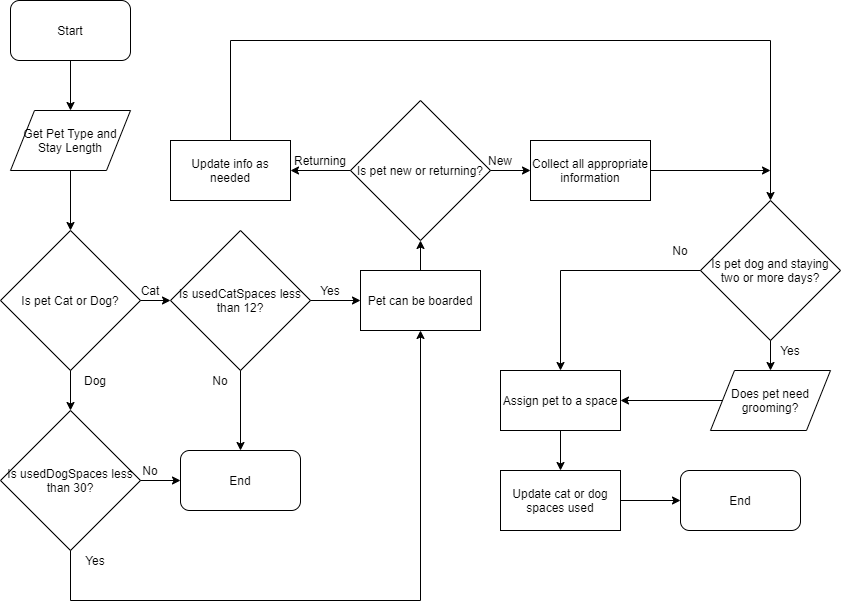 Start
Get Pet Type and
Stay Length
Is pet Cat or Dog?
Cat
Is usedCatSpaces less
than 12?
Yes
No
Dog
Is usedDogSpaces less
than 30?
No
End
Yes
Pet can be boarded
Is pet new or returning?
Returning
Update info as
needed
New
Collect all appropriate
information
Is pet dog and staying
two or more days?
No
Yes
Does pet need
grooming?
Assign pet to a space
Update cat or dog
spaces used
End